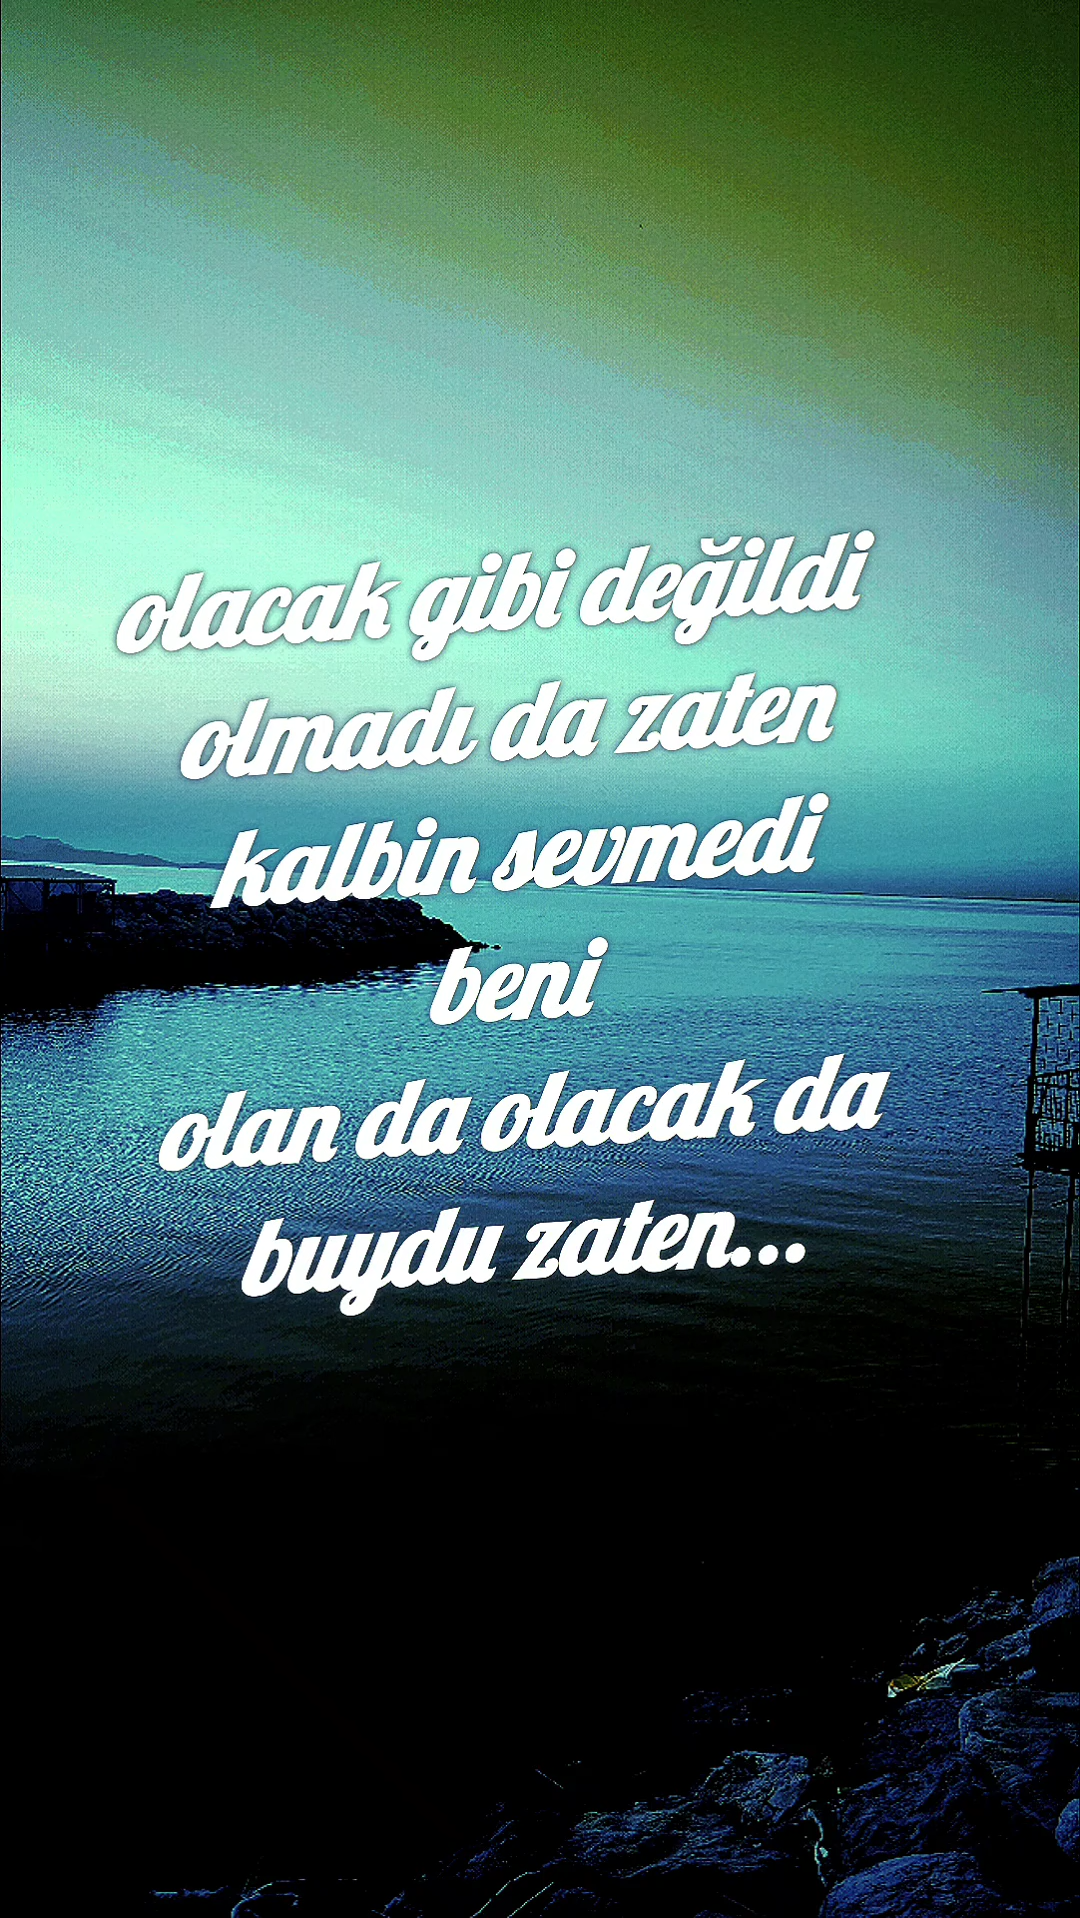 olacak gibi değildi
olmadı da zaten
kalbin sevmedi
beni
olan da olacak da
buydu zaten...